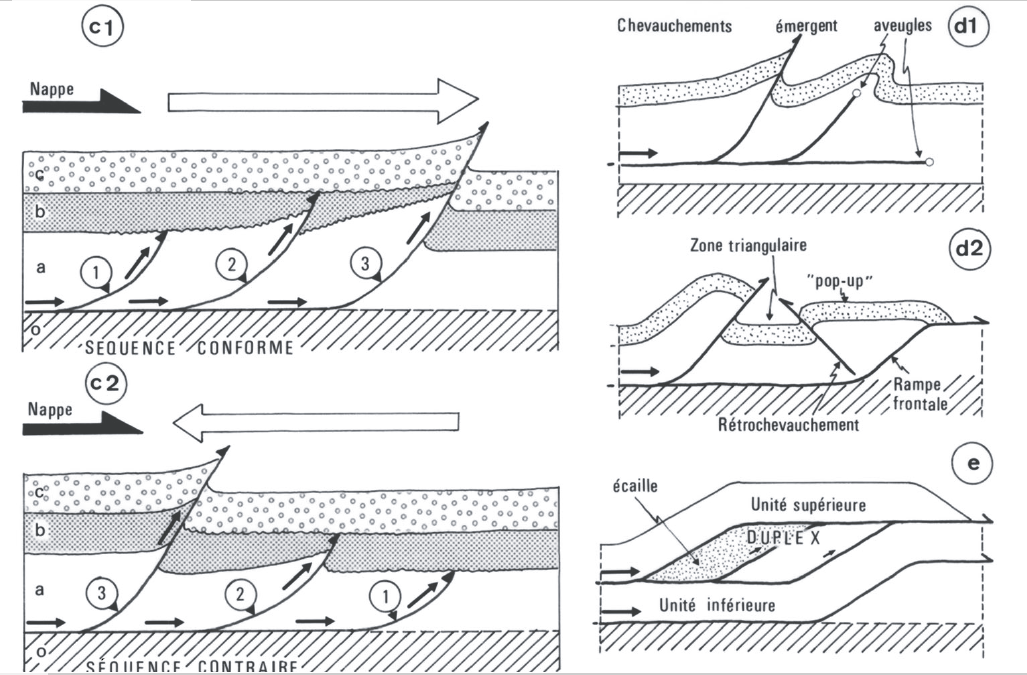 c1
Nappe
c
b
a
1
2
3
o
SEQUENCE CONFORME
c2
Nappe
c
b
a
3
2
1
o
SÉQUENCE CONTRAIRE
d1
Chevauchements émergent aveugles
d2
Zone triangulaire
"pop-up"
Rampe
frontale
Rétrochevauchement
e
écaille
Unité supérieure
DUPLEX
Unité inférieure